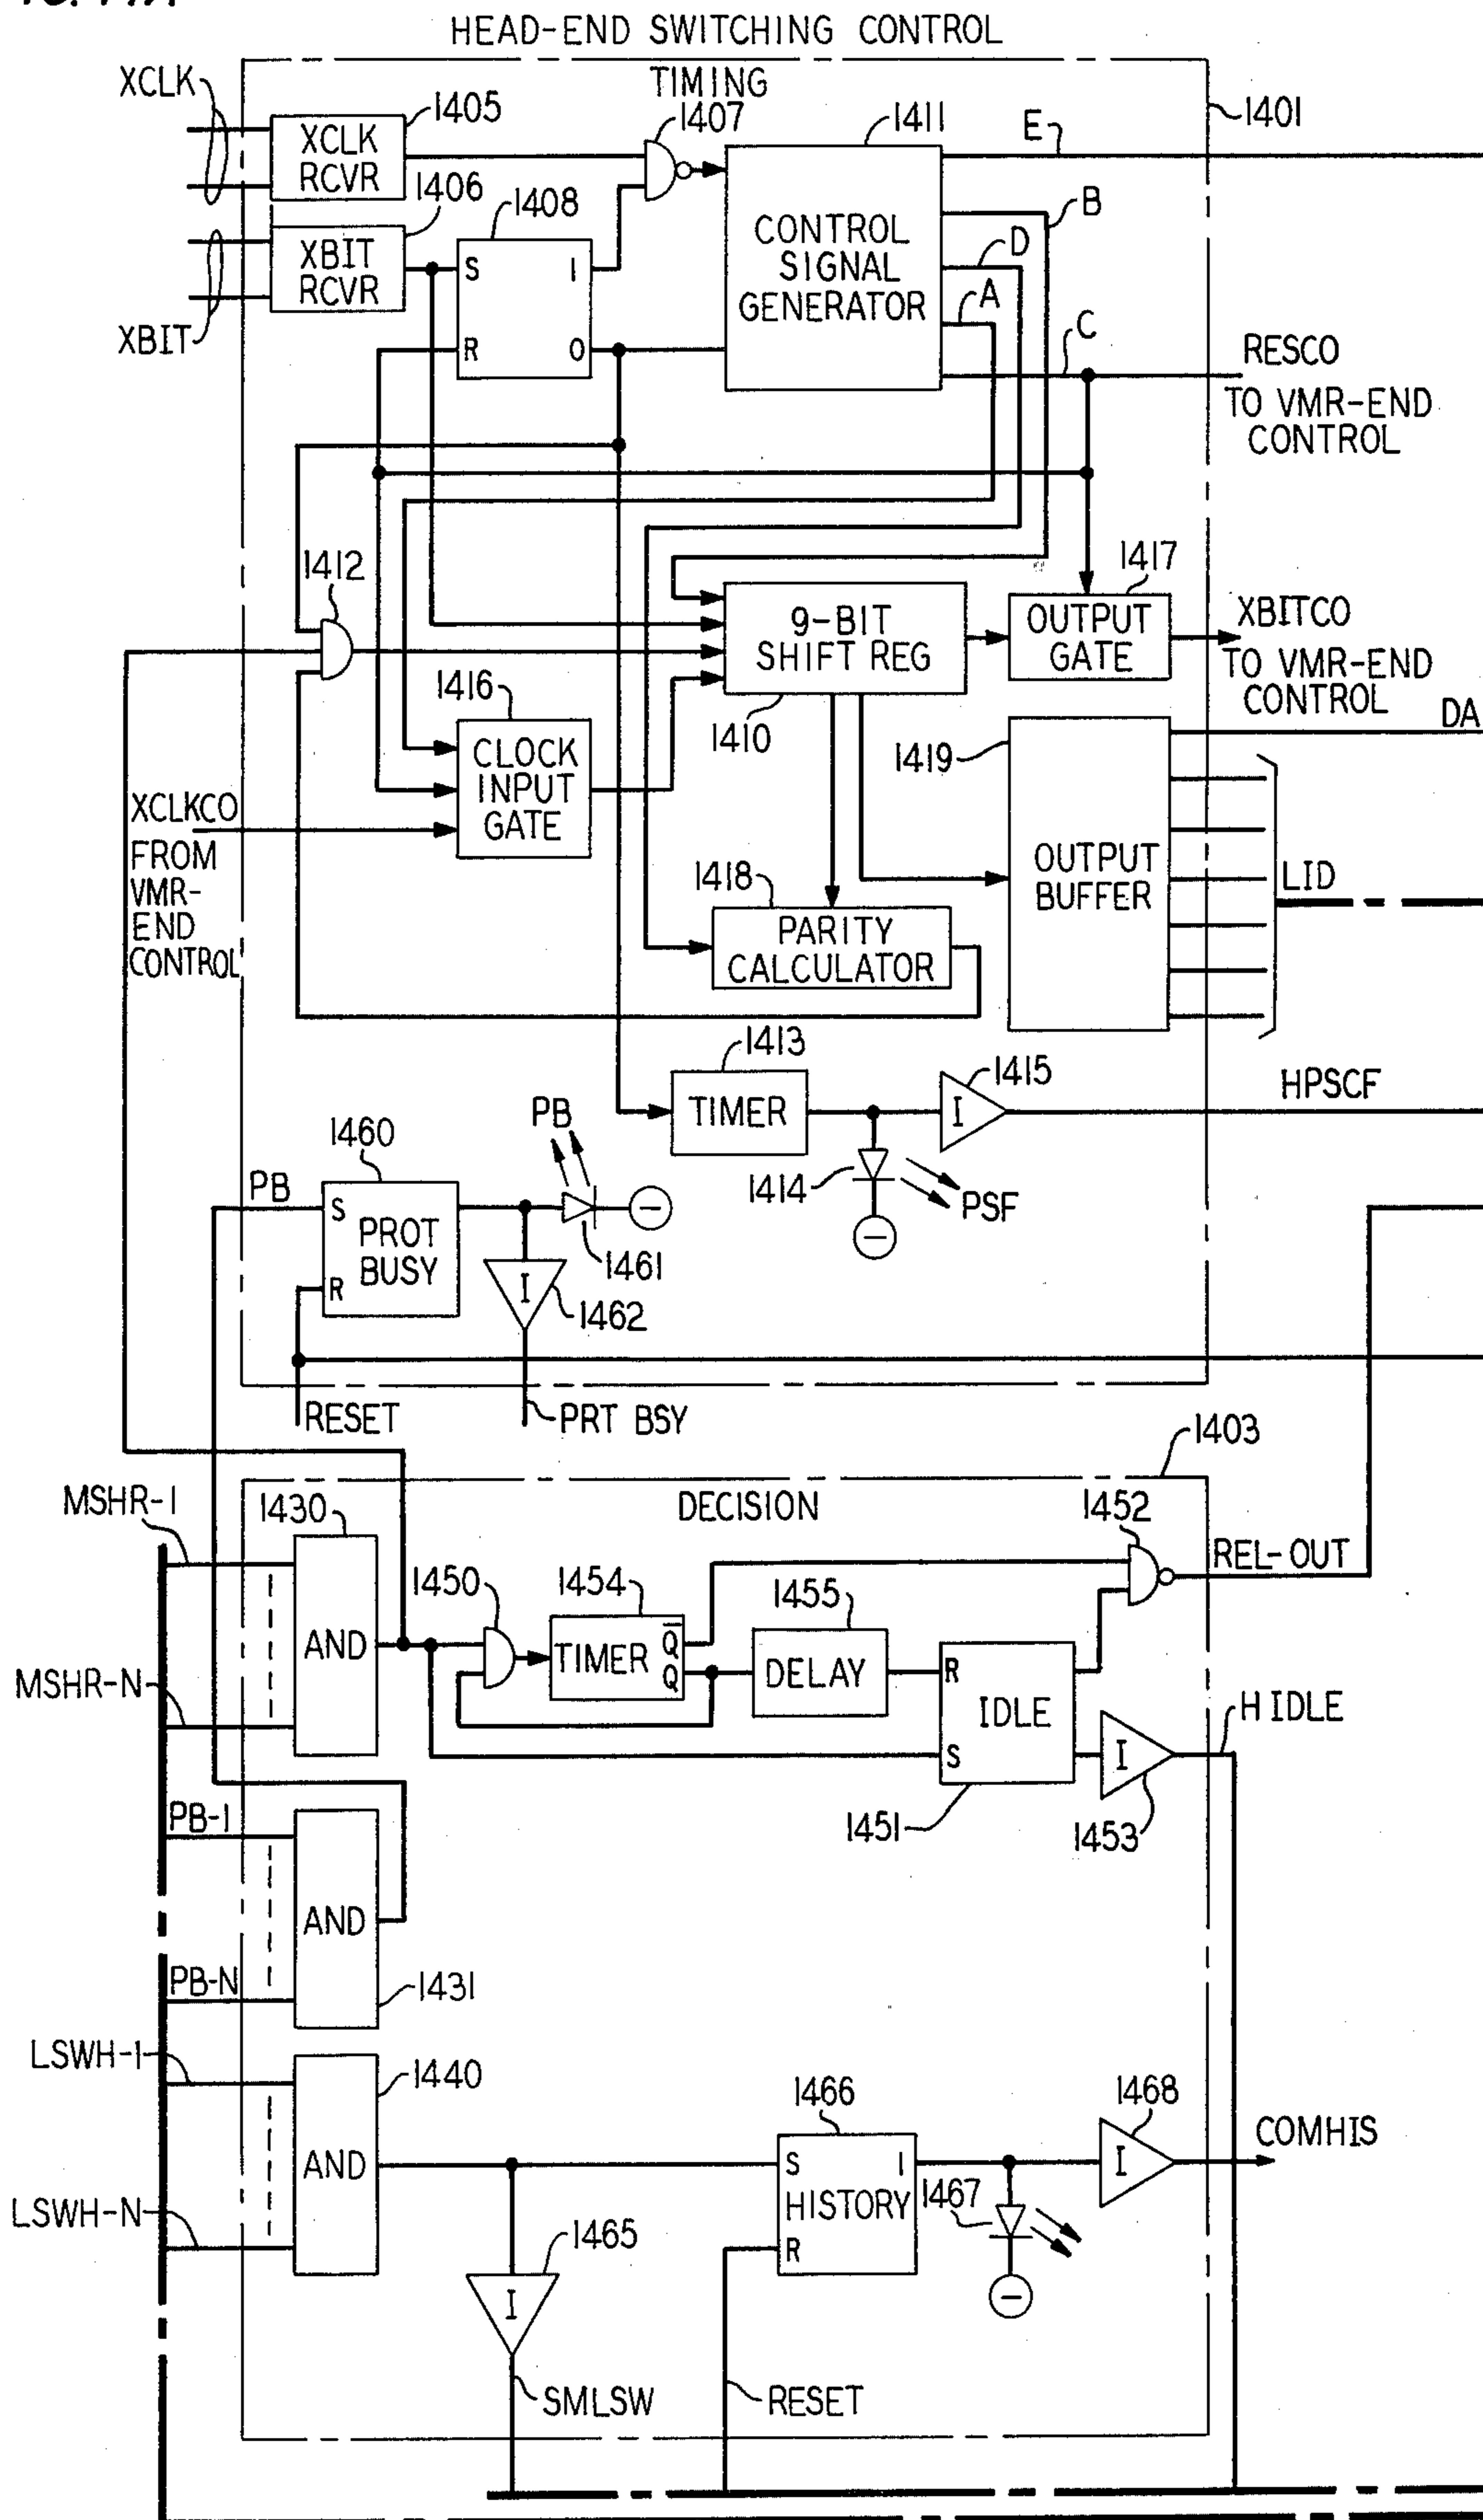 HEAD-END SWITCHING CONTROL
TIMING
XCLK
XCLK
RCVR
1405
1407
1411
E
1401
1406
1408
B
XBIT
RCVR
S
1
R
0
CONTROL
SIGNAL
GENERATOR
D
A
C
XBIT
RESCO
TO VMR-END
CONTROL
1412
1417
9-BIT
SHIFT REG
OUTPUT
GATE
XBITCO
TO VMR-END
CONTROL
1416
1410
DA
CLOCK
INPUT
GATE
1419
XCLKCO
FROM
VMR-
END
CONTROL
1418
OUTPUT
BUFFER
LID
PARITY
CALCULATOR
1413
1415
HPSCF
TIMER
I
PB
1460
1414
PSF
PB
S
PROT
BUSY
R
1461
I
1462
RESET
PRT BSY
1403
MSHR-1
1430
DECISION
1452
REL-OUT
1450
1454
1455
AND
TIMER
Q̅
Q
DELAY
R
IDLE
S
MSHR-N
H IDLE
I
1451
1453
PB-1
AND
PB-N
1431
LSWH-1
1440
1466
1468
COMHIS
AND
S
1
HISTORY
R
1467
I
LSWH-N
1465
I
SMLSW
RESET